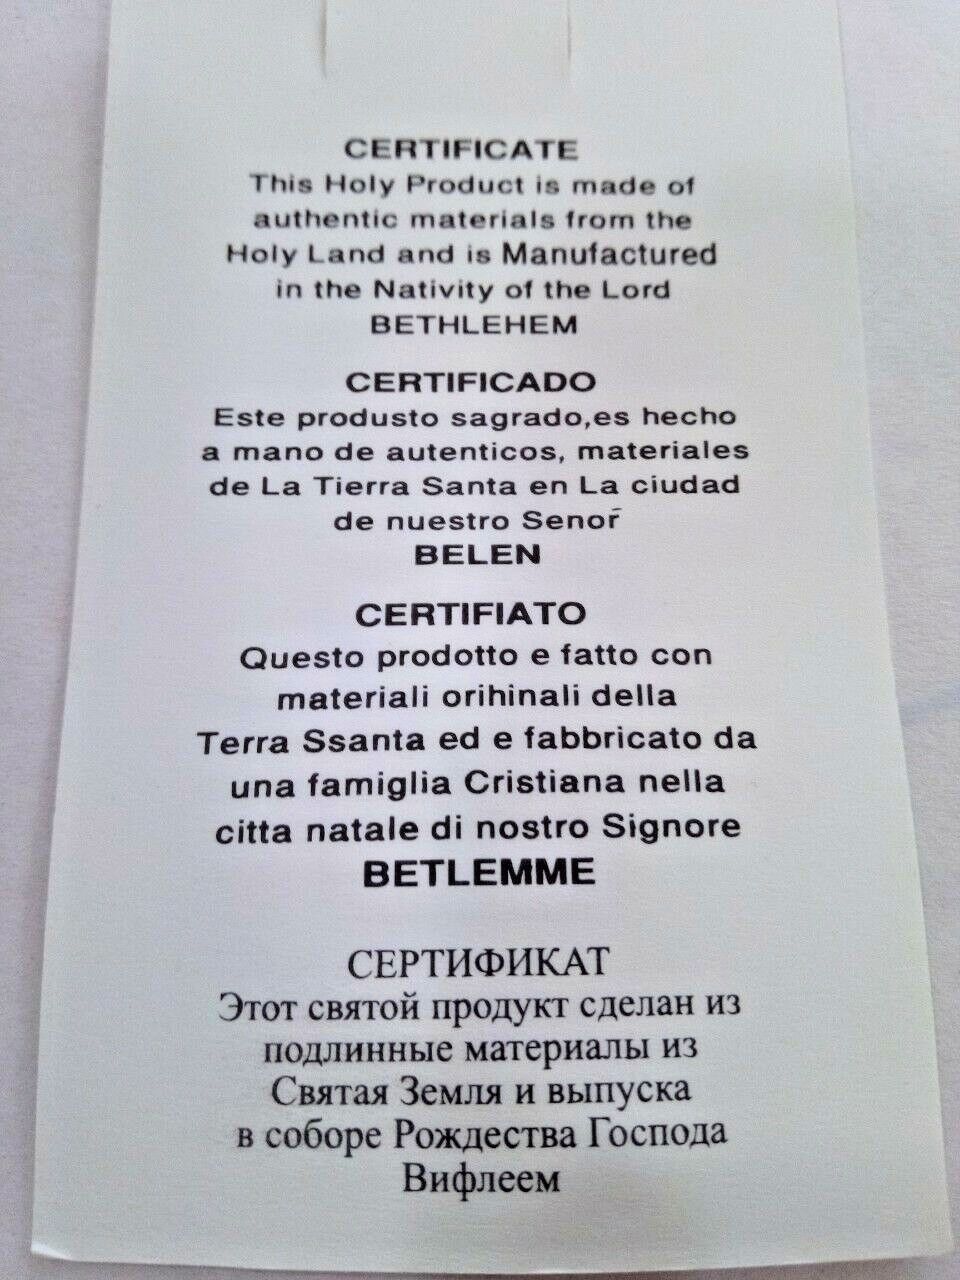 CERTIFICATE
This Holy Product is made of
authentic materials from the
Holy Land and is Manufactured
in the Nativity of the Lord
BETHLEHEM
CERTIFICADO
Este produsto sagrado,es hecho
a mano de autenticos, materiales
de La Tierra Santa en La ciudad
de nuestro Senor̄
BELEN
CERTIFIATO
Questo prodotto e fatto con
materiali orihinali della
Terra Ssanta ed e fabbricato da
una famiglia Cristiana nella
citta natale di nostro Signore
BETLEMME
СЕРТИФИКАТ
Этот святой продукт сделан из
подлинные материалы из
Святая Земля и выпуска
в соборе Рождества Господа
Вифлеем